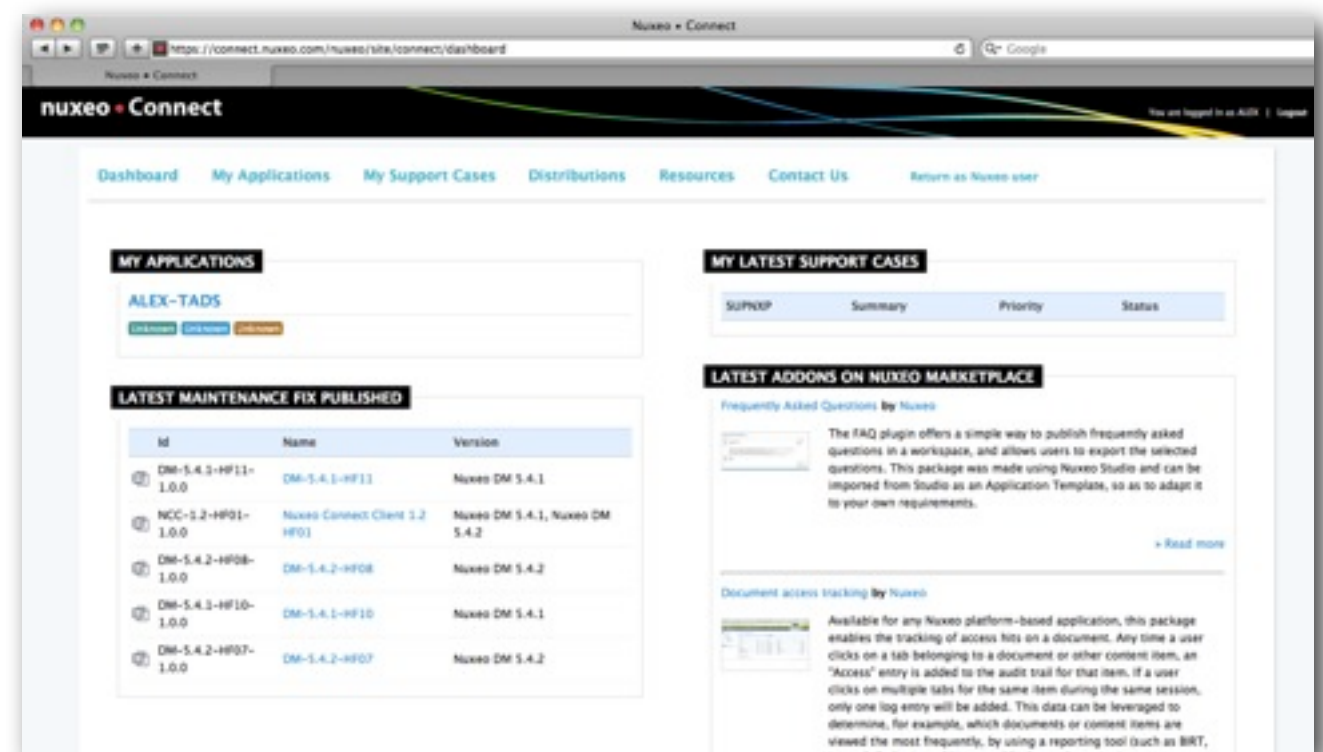 Nuxeo • Connect
https://connect.nuxeo.com/nuxeo/site/connect/dashboard
Google
Nuxeo • Connect
nuxeo • Connect
You are logged in as ALEX | Logout
Dashboard My Applications My Support Cases Distributions Resources Contact Us Return as Nuxeo user
MY APPLICATIONS
ALEX-TADS
Unknown Unknown Unknown
LATEST MAINTENANCE FIX PUBLISHED
Id Name Version
DM-5.4.1-HF11-
1.0.0
DM-5.4.1-HF11
Nuxeo DM 5.4.1
NCC-1.2-HF01-
1.0.0
Nuxeo Connect Client 1.2
HF01
Nuxeo DM 5.4.1, Nuxeo DM
5.4.2
DM-5.4.2-HF08-
1.0.0
DM-5.4.2-HF08
Nuxeo DM 5.4.2
DM-5.4.1-HF10-
1.0.0
DM-5.4.1-HF10
Nuxeo DM 5.4.1
DM-5.4.2-HF07-
1.0.0
DM-5.4.2-HF07
Nuxeo DM 5.4.2
MY LATEST SUPPORT CASES
SUPNXP Summary Priority Status
LATEST ADDONS ON NUXEO MARKETPLACE
Frequently Asked Questions by Nuxeo
The FAQ plugin offers a simple way to publish frequently asked
questions in a workspace, and allows users to export the selected
questions. This package was made using Nuxeo Studio and can be
imported from Studio as an Application Template, so as to adapt it
to your own requirements.
» Read more
Document access tracking by Nuxeo
Available for any Nuxeo platform-based application, this package
enables the tracking of access hits on a document. Any time a user
clicks on a tab belonging to a document or other content item, an
"Access" entry is added to the audit trail for that item. If a user
clicks on multiple tabs for the same item during the same session,
only one log entry will be added. This data can be leveraged to
determine, for example, which documents or content items are
viewed the most frequently, by using a reporting tool (such as BIRT,